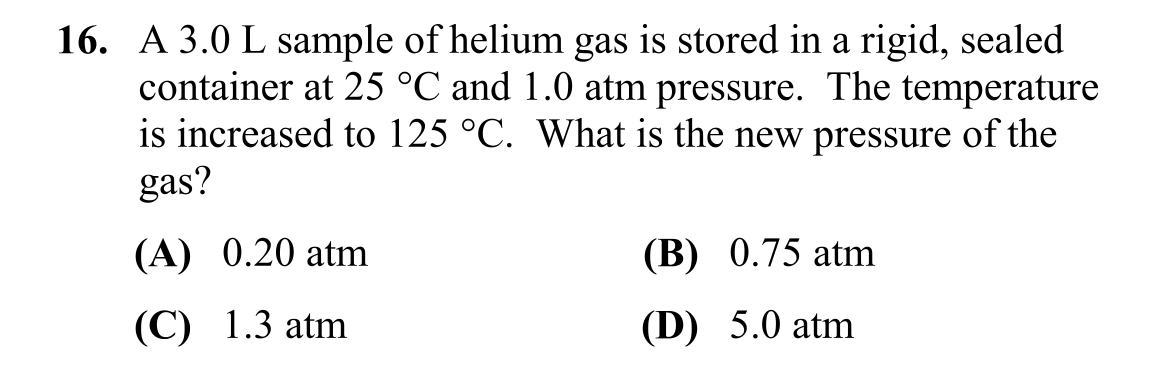 16. A 3.0 L sample of helium gas is stored in a rigid, sealed
container at 25 °C and 1.0 atm pressure. The temperature
is increased to 125 °C. What is the new pressure of the
gas?
(A) 0.20 atm (B) 0.75 atm
(C) 1.3 atm (D) 5.0 atm